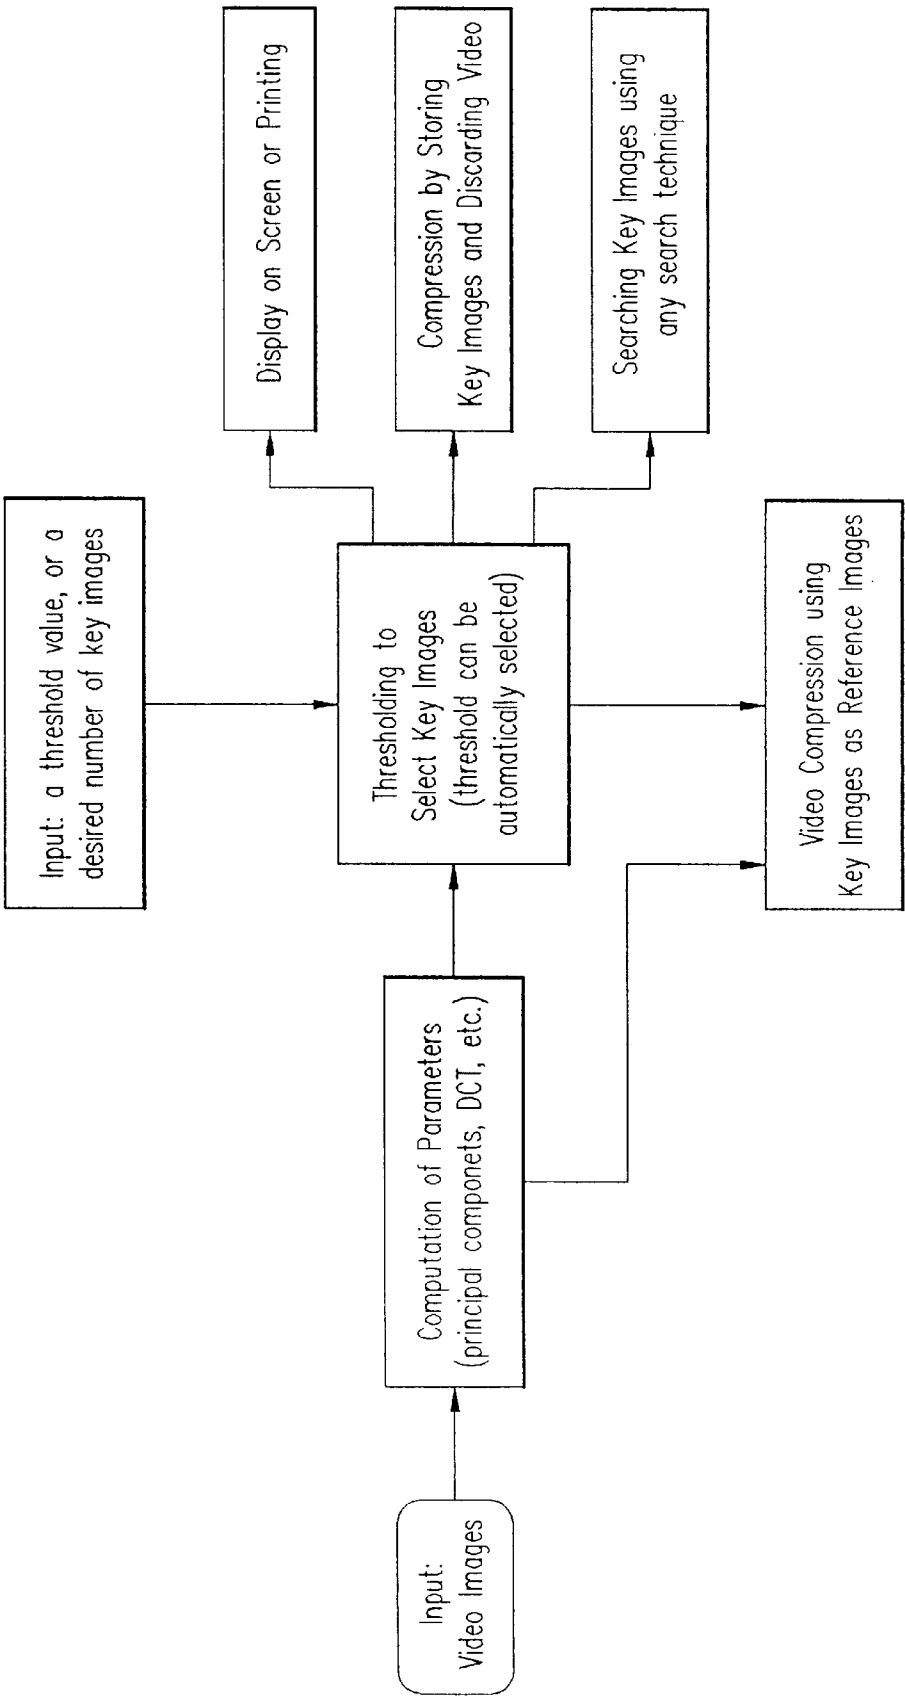 Input:
Video Images
Computation of Parameters
(principal componets, DCT, etc.)
Input: a threshold value, or a
desired number of key images
Thresholding to
Select Key Images
(threshold can be
automatically selected)
Video Compression using
Key Images as Reference Images
Display on Screen or Printing
Compression by Storing
Key Images and Discarding Video
Searching Key Images using
any search technique